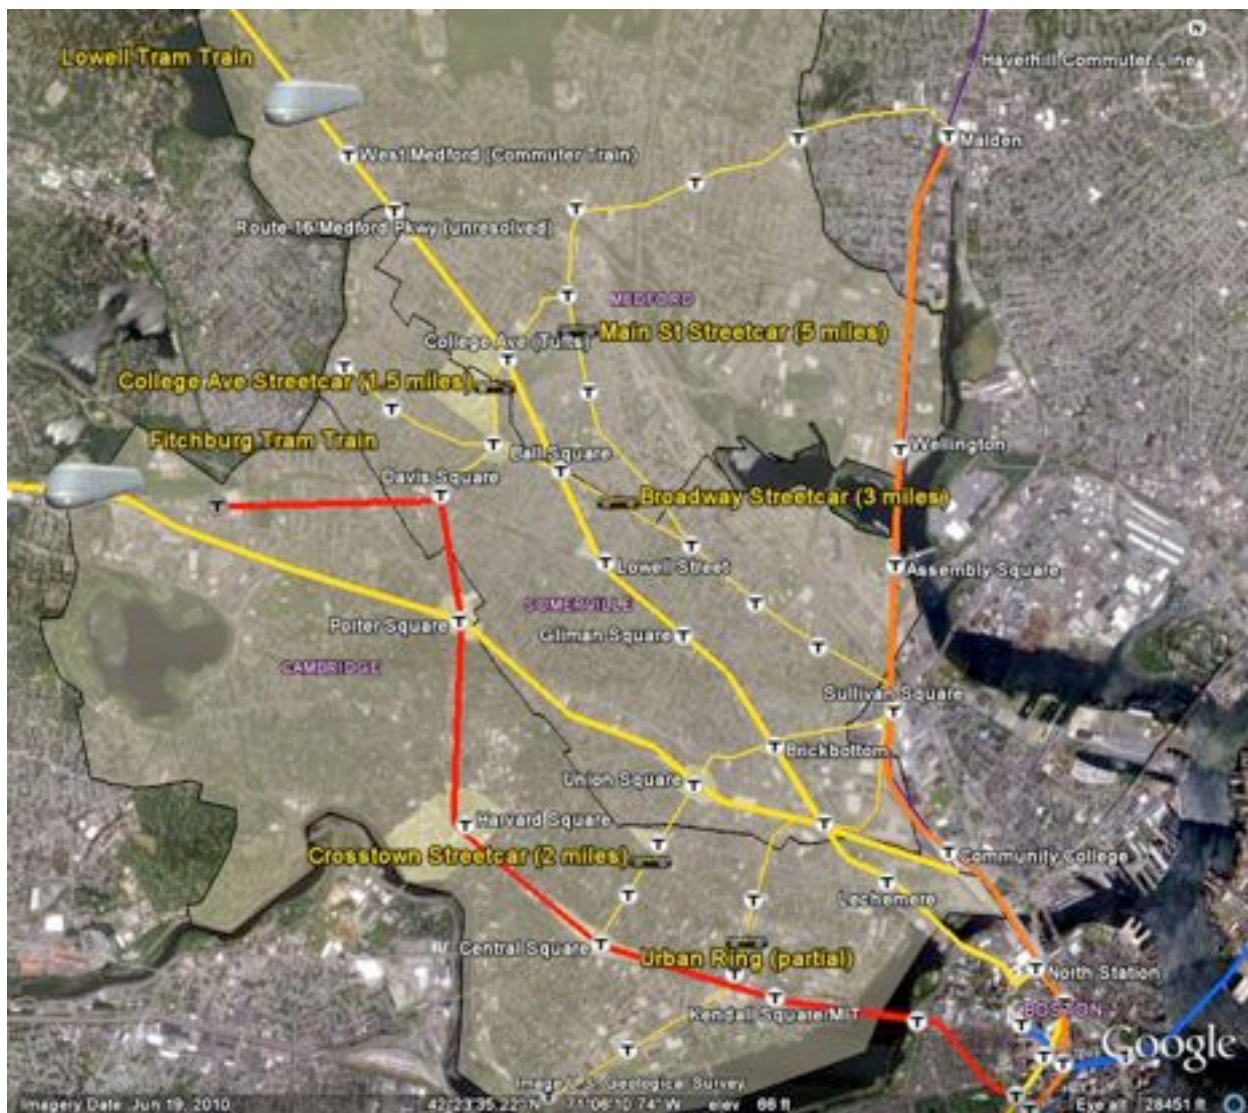 N
Lowell Tram Train
Haverhill Commuter Line
Malden
West Medford (Commuter Train)
Route 16/Medford Pkwy (unresolved)
MEDFORD
Main St Streetcar (5 miles)
College Ave (Tufts)
College Ave Streetcar (1.5 miles)
Fitchburg Tram Train
Wellington
Ball Square
Davis Square
Broadway Streetcar (3 miles)
Lowell Street
Assembly Square
SOMERVILLE
Porter Square
Gilman Square
CAMBRIDGE
Sullivan Square
Brickbottom
Union Square
Harvard Square
Crosstown Streetcar (2 miles)
Community College
Lechemere
Central Square
Urban Ring (partial)
North Station
Kendall Square/MIT
BOSTON
Google
Image U.S. Geological Survey
Imagery Date: Jun 19, 2010
42°23'35.22" N
71°06'10.74" W
elev 66 ft
Eye alt 28451 ft